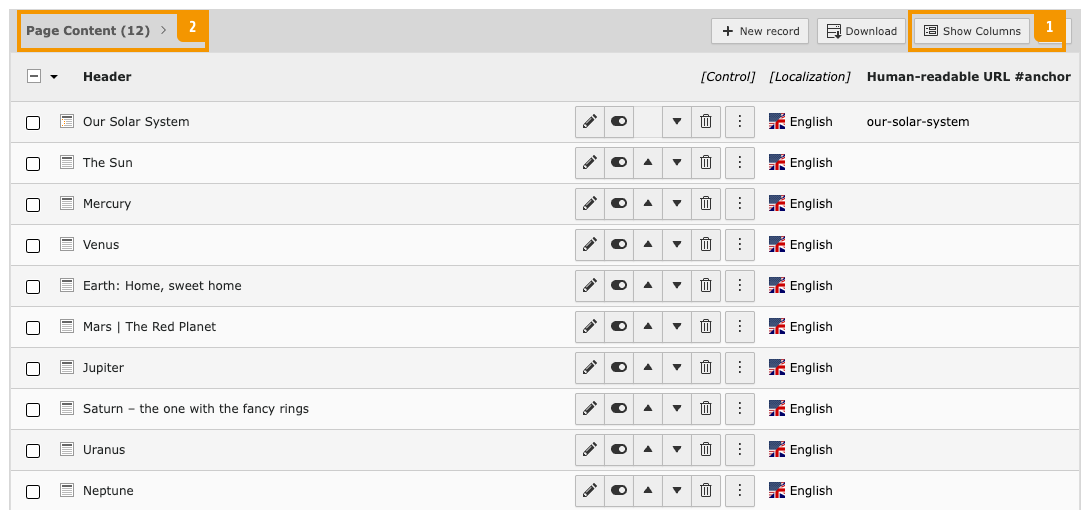 Page Content (12) > 2 New record Download Show Columns 1
Header [Control] [Localization] Human-readable URL #anchor
Our Solar System English our-solar-system
The Sun English
Mercury English
Venus English
Earth: Home, sweet home English
Mars | The Red Planet English
Jupiter English
Saturn – the one with the fancy rings English
Uranus English
Neptune English